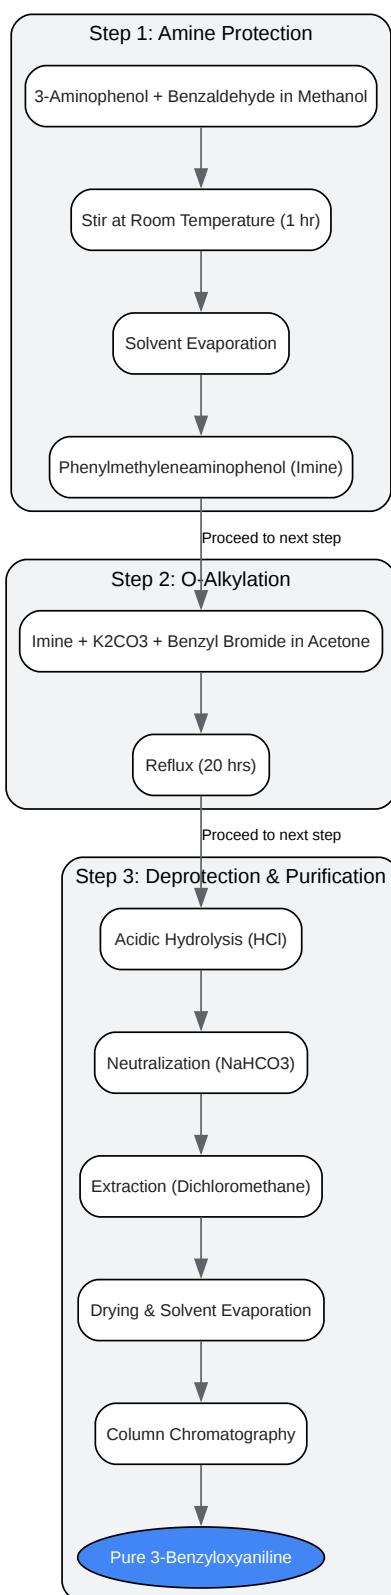 Step 1: Amine Protection
3-Aminophenol + Benzaldehyde in Methanol
Stir at Room Temperature (1 hr)
Solvent Evaporation
Phenylmethyleneaminophenol (Imine)
Proceed to next step
Step 2: O-Alkylation
Imine + K2CO3 + Benzyl Bromide in Acetone
Reflux (20 hrs)
Proceed to next step
Step 3: Deprotection & Purification
Acidic Hydrolysis (HCl)
Neutralization (NaHCO3)
Extraction (Dichloromethane)
Drying & Solvent Evaporation
Column Chromatography
Pure 3-Benzyloxyaniline